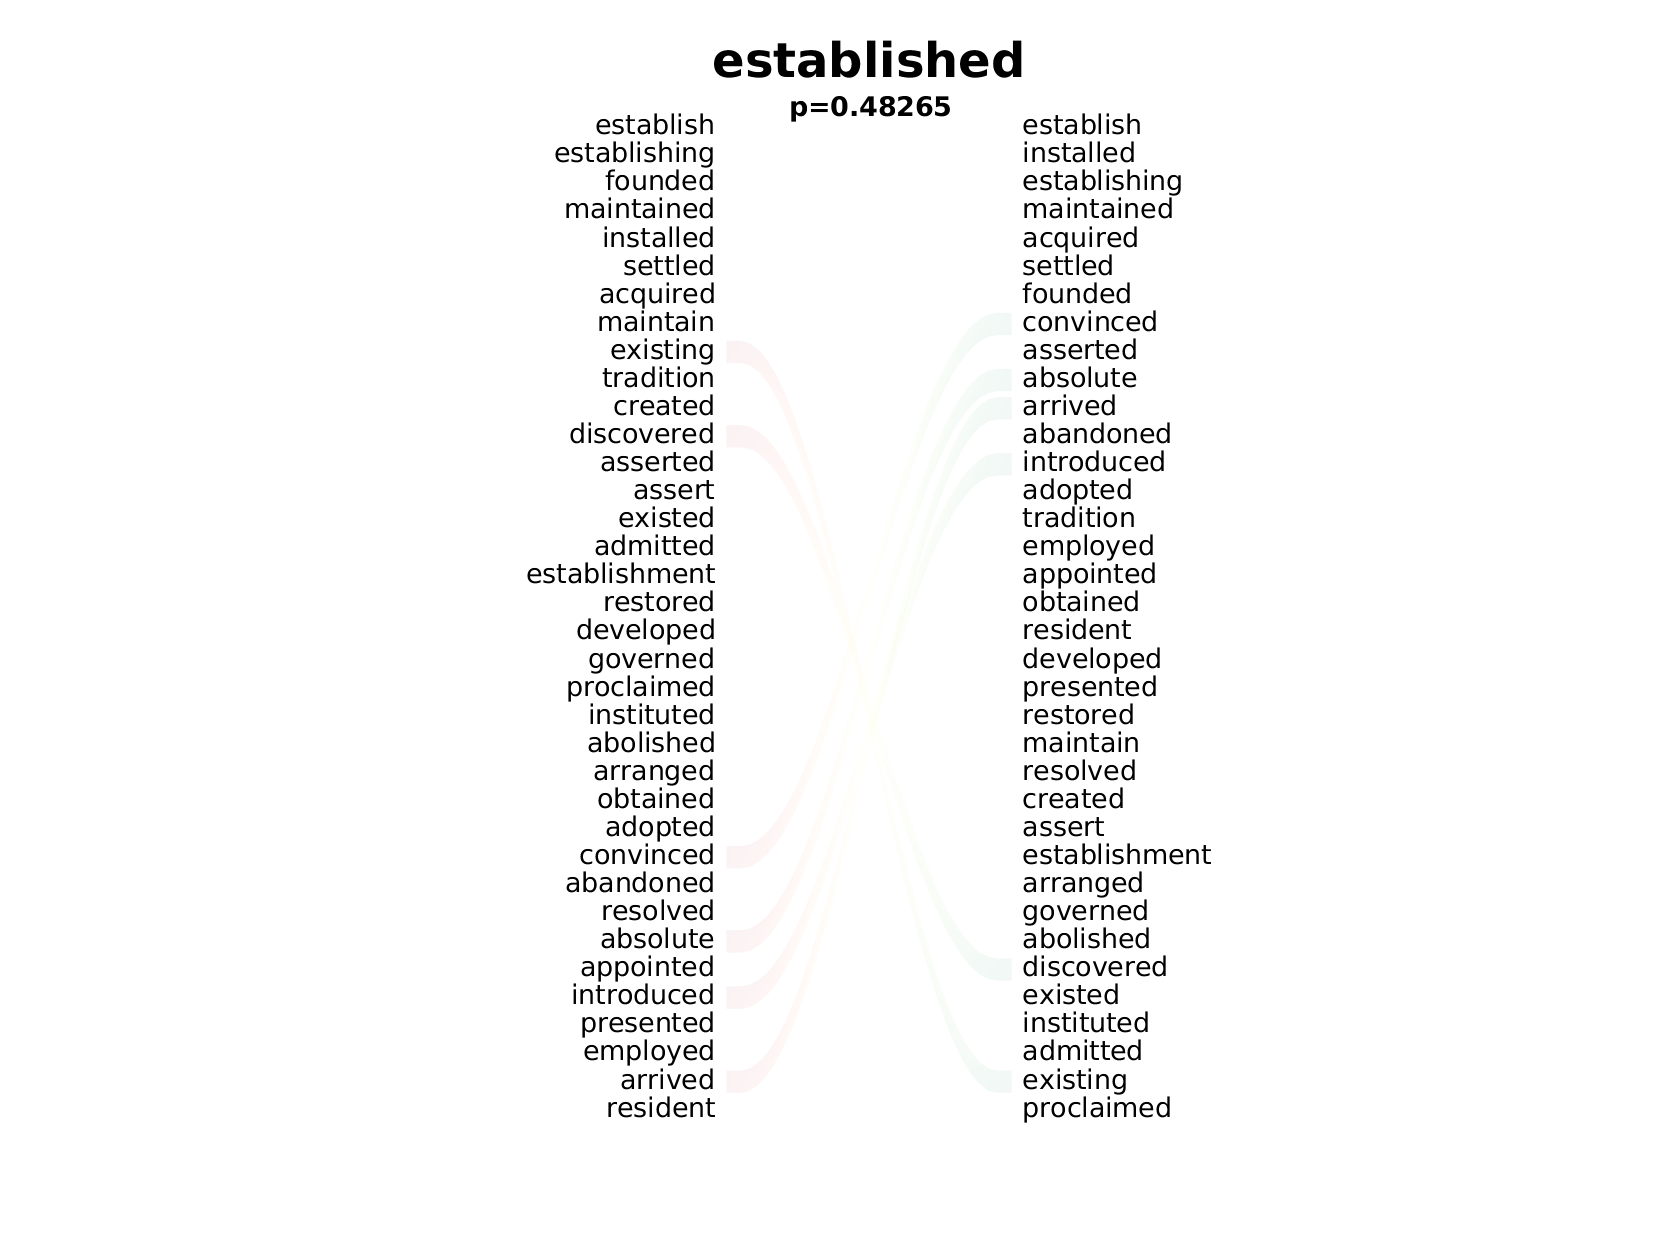 established
p=0.48265
establish establish
establishing installed
founded establishing
maintained maintained
installed acquired
settled settled
acquired founded
maintain convinced
existing asserted
tradition absolute
created arrived
discovered abandoned
asserted introduced
assert adopted
existed tradition
admitted employed
establishment appointed
restored obtained
developed resident
governed developed
proclaimed presented
instituted restored
abolished maintain
arranged resolved
obtained created
adopted assert
convinced establishment
abandoned arranged
resolved governed
absolute abolished
appointed discovered
introduced existed
presented instituted
employed admitted
arrived existing
resident proclaimed